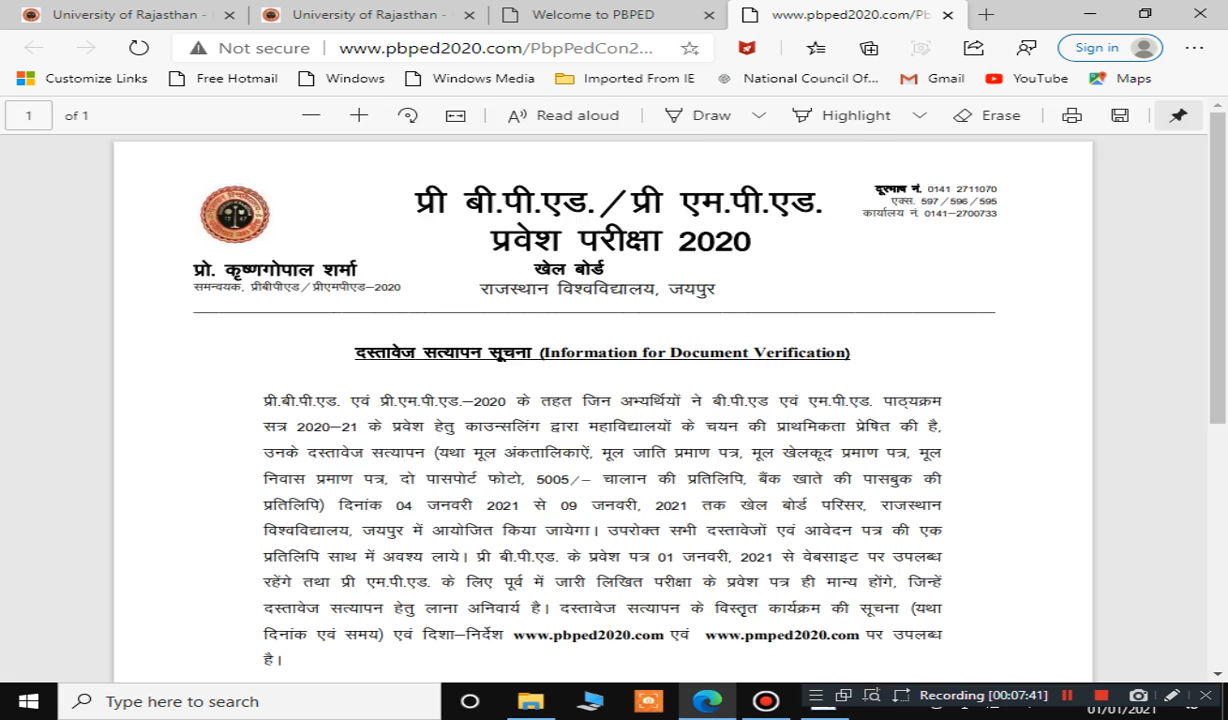 University of Rajasthan -
University of Rajasthan -
Welcome to PBPED
www.pbped2020.com/Pb
Not secure
www.pbped2020.com/PbpPedCon2...
Sign in
Customize Links
Free Hotmail
Windows
Windows Media
Imported From IE
National Council Of...
Gmail
YouTube
Maps
1 of 1
Read aloud
Draw
Highlight
Erase
प्री बी.पी.एड./प्री एम.पी.एड.
प्रवेश परीक्षा 2020
दूरभाष नं. 0141 2711070
एक्स. 597/596/595
कार्यालय नं. 0141-2700733
प्रो. कृष्णगोपाल शर्मा
समन्वयक, प्रीबीपीएड/प्रीएमपीएड-2020
खेल बोर्ड
राजस्थान विश्वविद्यालय, जयपुर
दस्तावेज सत्यापन सूचना (Information for Document Verification)
प्री.बी.पी.एड. एवं प्री.एम.पी.एड.-2020 के तहत जिन अभ्यर्थियों ने बी.पी.एड एवं एम.पी.एड. पाठ्यक्रम
सत्र 2020-21 के प्रवेश हेतु काउन्सलिंग द्वारा महाविद्यालयों के चयन की प्राथमिकता प्रेषित की है,
उनके दस्तावेज सत्यापन (यथा मूल अंकतालिकाऐं, मूल जाति प्रमाण पत्र, मूल खेलकूद प्रमाण पत्र, मूल
निवास प्रमाण पत्र, दो पासपोर्ट फोटो, 5005/- चालान की प्रतिलिपि, बैंक खाते की पासबुक की
प्रतिलिपि) दिनांक 04 जनवरी 2021 से 09 जनवरी, 2021 तक खेल बोर्ड परिसर, राजस्थान
विश्वविद्यालय, जयपुर में आयोजित किया जायेगा। उपरोक्त सभी दस्तावेजों एवं आवेदन पत्र की एक
प्रतिलिपि साथ में अवश्य लाये। प्री बी.पी.एड. के प्रवेश पत्र 01 जनवरी, 2021 से वेबसाइट पर उपलब्ध
रहेंगे तथा प्री एम.पी.एड. के लिए पूर्व में जारी लिखित परीक्षा के प्रवेश पत्र ही मान्य होंगे, जिन्हें
दस्तावेज सत्यापन हेतु लाना अनिवार्य है। दस्तावेज सत्यापन के विस्तृत कार्यक्रम की सूचना (यथा
दिनांक एवं समय) एवं दिशा-निर्देश www.pbped2020.com एवं www.pmped2020.com पर उपलब्ध
है।
Type here to search
Recording [00:07:41]
01/01/2021